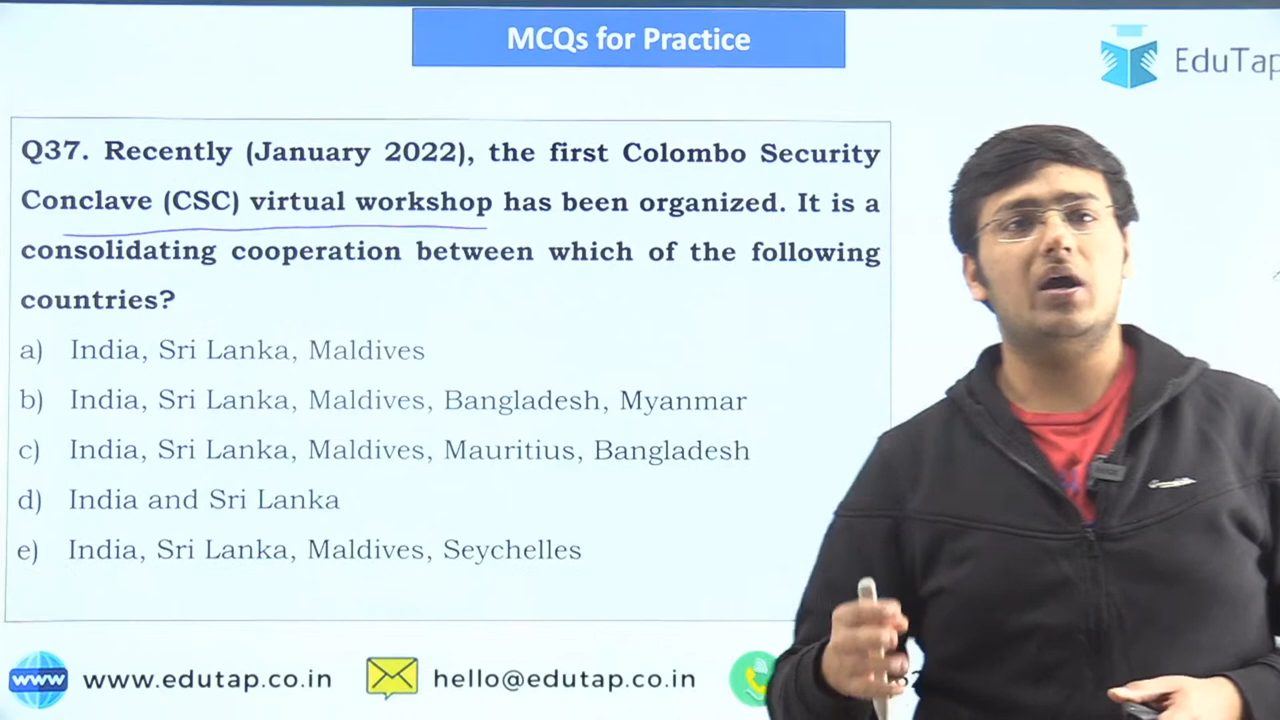 MCQs for Practice
EduTap
Q37. Recently (January 2022), the first Colombo Security
Conclave (CSC) virtual workshop has been organized. It is a
consolidating cooperation between which of the following
countries?
a) India, Sri Lanka, Maldives
b) India, Sri Lanka, Maldives, Bangladesh, Myanmar
c) India, Sri Lanka, Maldives, Mauritius, Bangladesh
d) India and Sri Lanka
e) India, Sri Lanka, Maldives, Seychelles
www
www.edutap.co.in
hello@edutap.co.in